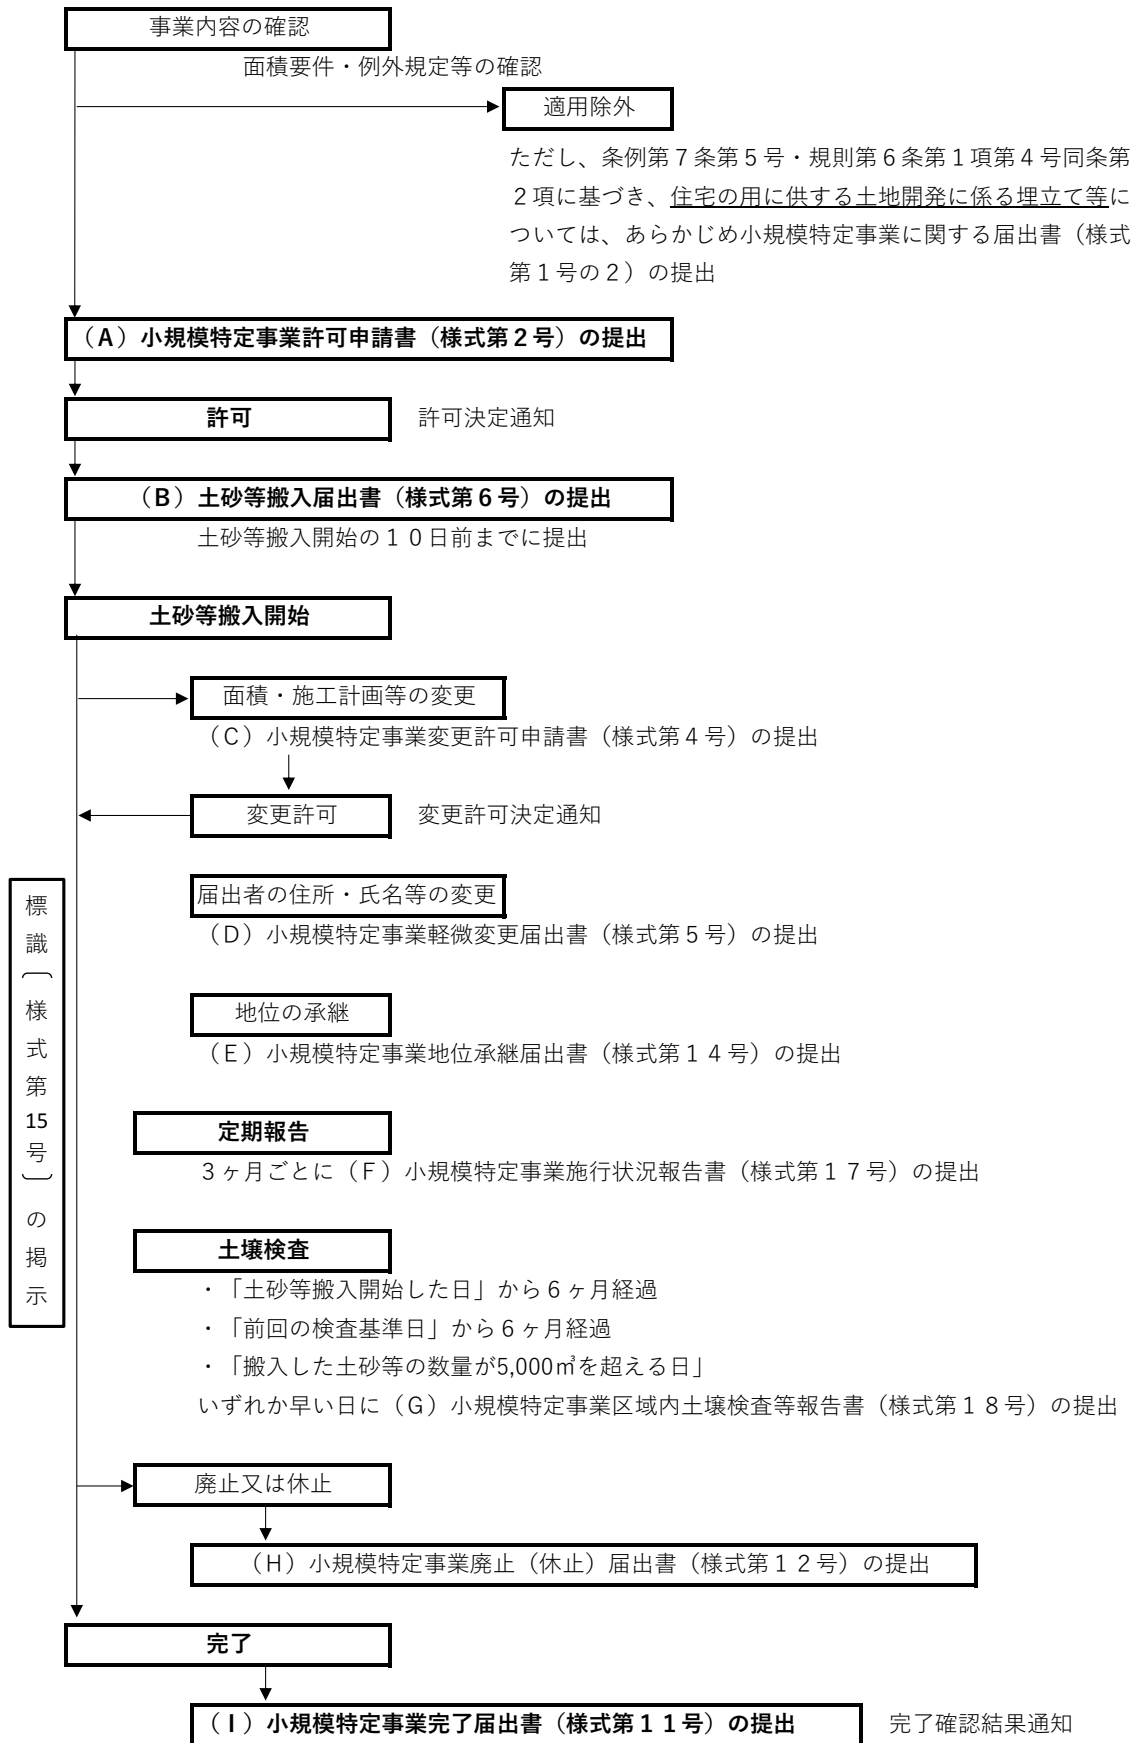 事業内容の確認
面積要件・例外規定等の確認
適用除外
ただし、条例第７条第５号・規則第６条第１項第４号同条第
２項に基づき、住宅の用に供する土地開発に係る埋立て等に
ついては、あらかじめ小規模特定事業に関する届出書（様式
第１号の２）の提出
（A）小規模特定事業許可申請書（様式第２号）の提出
許可
許可決定通知
（B）土砂等搬入届出書（様式第６号）の提出
土砂等搬入開始の１０日前までに提出
土砂等搬入開始
面積・施工計画等の変更
（C）小規模特定事業変更許可申請書（様式第４号）の提出
変更許可
変更許可決定通知
届出者の住所・氏名等の変更
（D）小規模特定事業軽微変更届出書（様式第５号）の提出
地位の承継
（E）小規模特定事業地位承継届出書（様式第１４号）の提出
標識（様式第15号）の掲示
定期報告
３ヶ月ごとに（F）小規模特定事業施行状況報告書（様式第１７号）の提出
土壌検査
・「土砂等搬入開始した日」から６ヶ月経過
・「前回の検査基準日」から６ヶ月経過
・「搬入した土砂等の数量が5,000㎥を超える日」
いずれか早い日に（G）小規模特定事業区域内土壌検査等報告書（様式第１８号）の提出
廃止又は休止
（H）小規模特定事業廃止（休止）届出書（様式第１２号）の提出
完了
（I）小規模特定事業完了届出書（様式第１１号）の提出
完了確認結果通知